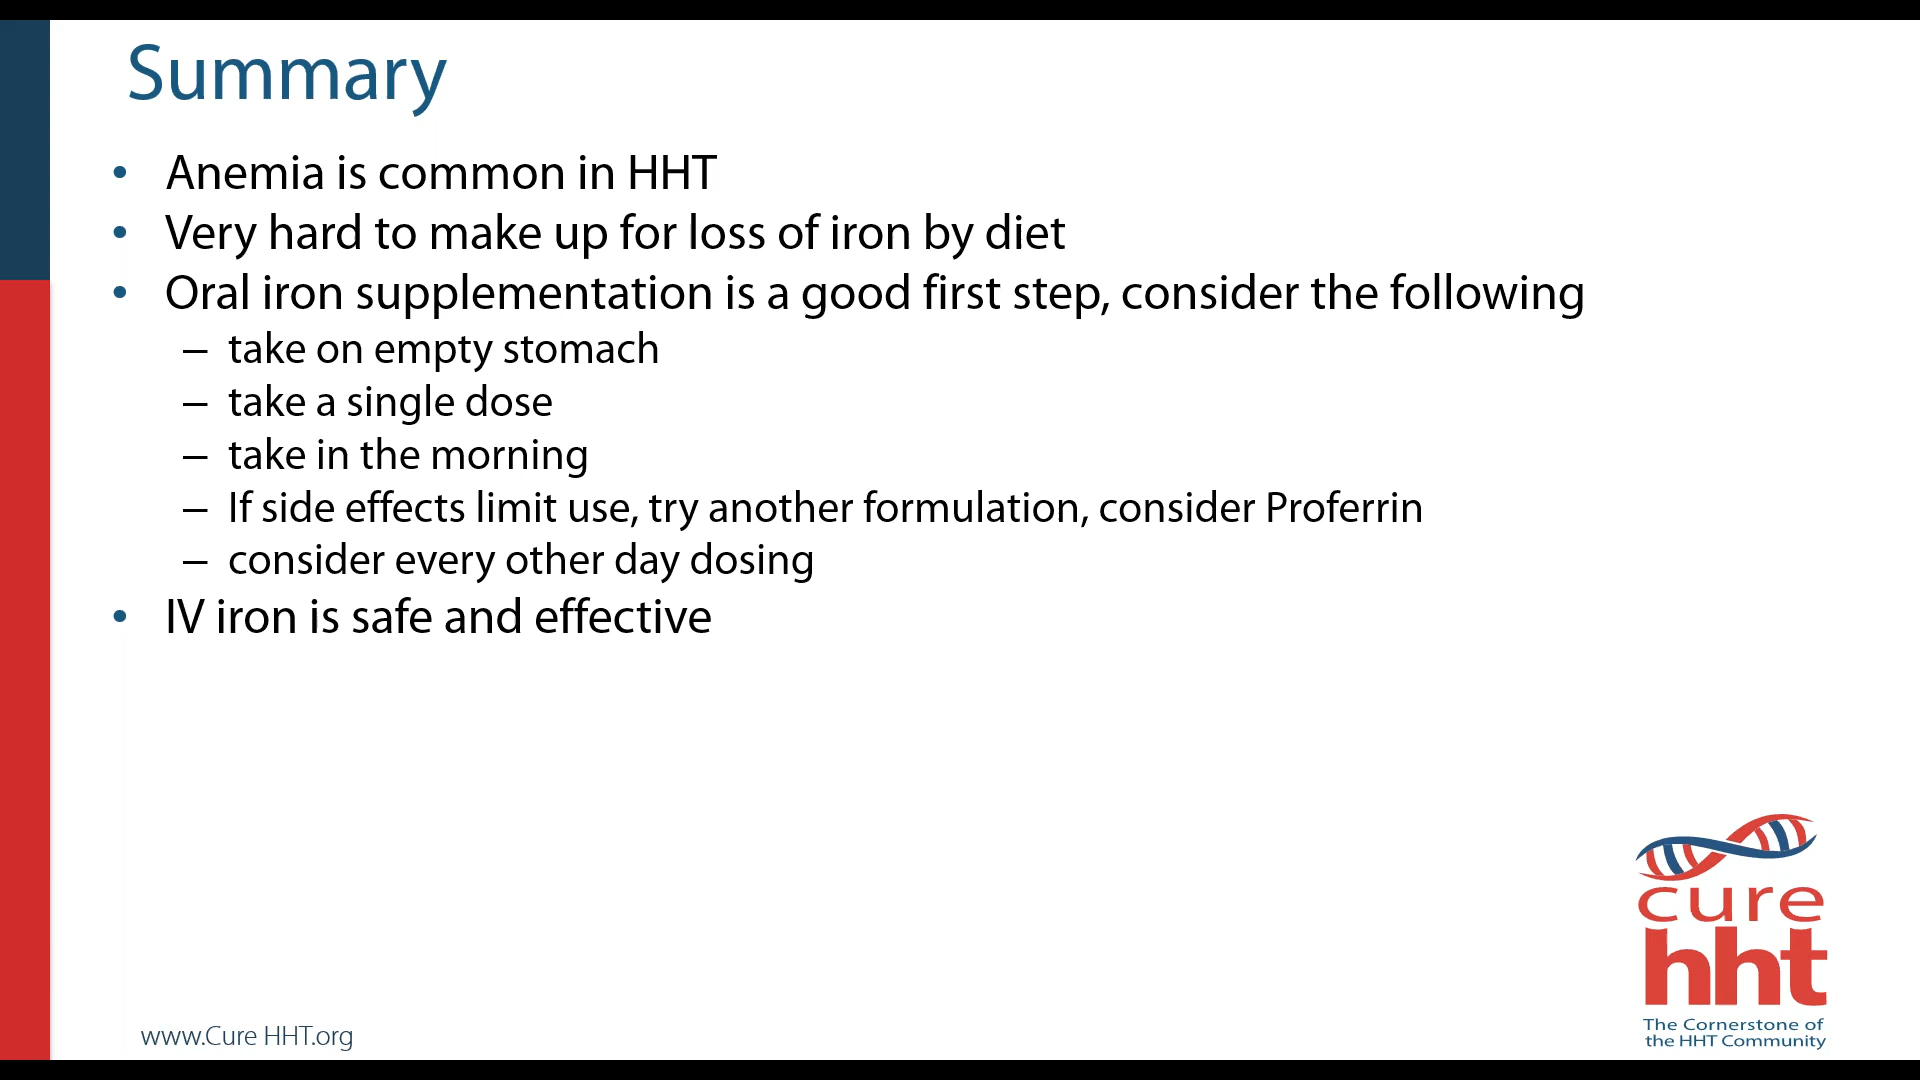 Summary
• Anemia is common in HHT
• Very hard to make up for loss of iron by diet
• Oral iron supplementation is a good first step, consider the following
– take on empty stomach
– take a single dose
– take in the morning
– If side effects limit use, try another formulation, consider Proferrin
– consider every other day dosing
• IV iron is safe and effective
cure
hht
The Cornerstone of
the HHT Community
www.Cure HHT.org